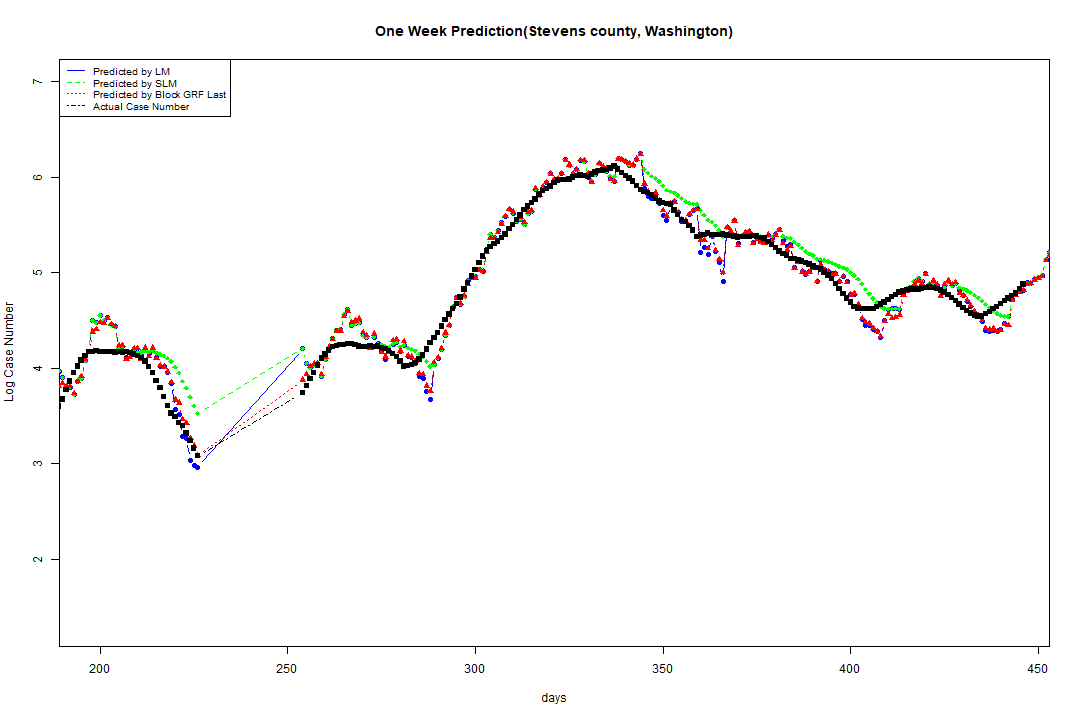 One Week Prediction(Stevens county, Washington)
Predicted by LM
Predicted by SLM
Predicted by Block GRF Last
Actual Case Number
7
6
5
4
3
2
Log Case Number
200 250 300 350 400 450
days